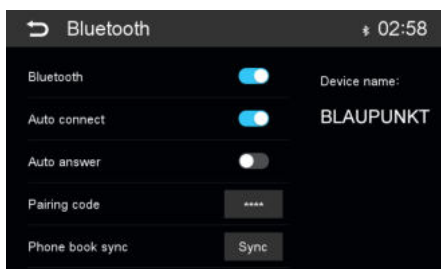 Bluetooth
02:58
Bluetooth
Device name:
BLAUPUNKT
Auto connect
Auto answer
Pairing code
****
Phone book sync
Sync